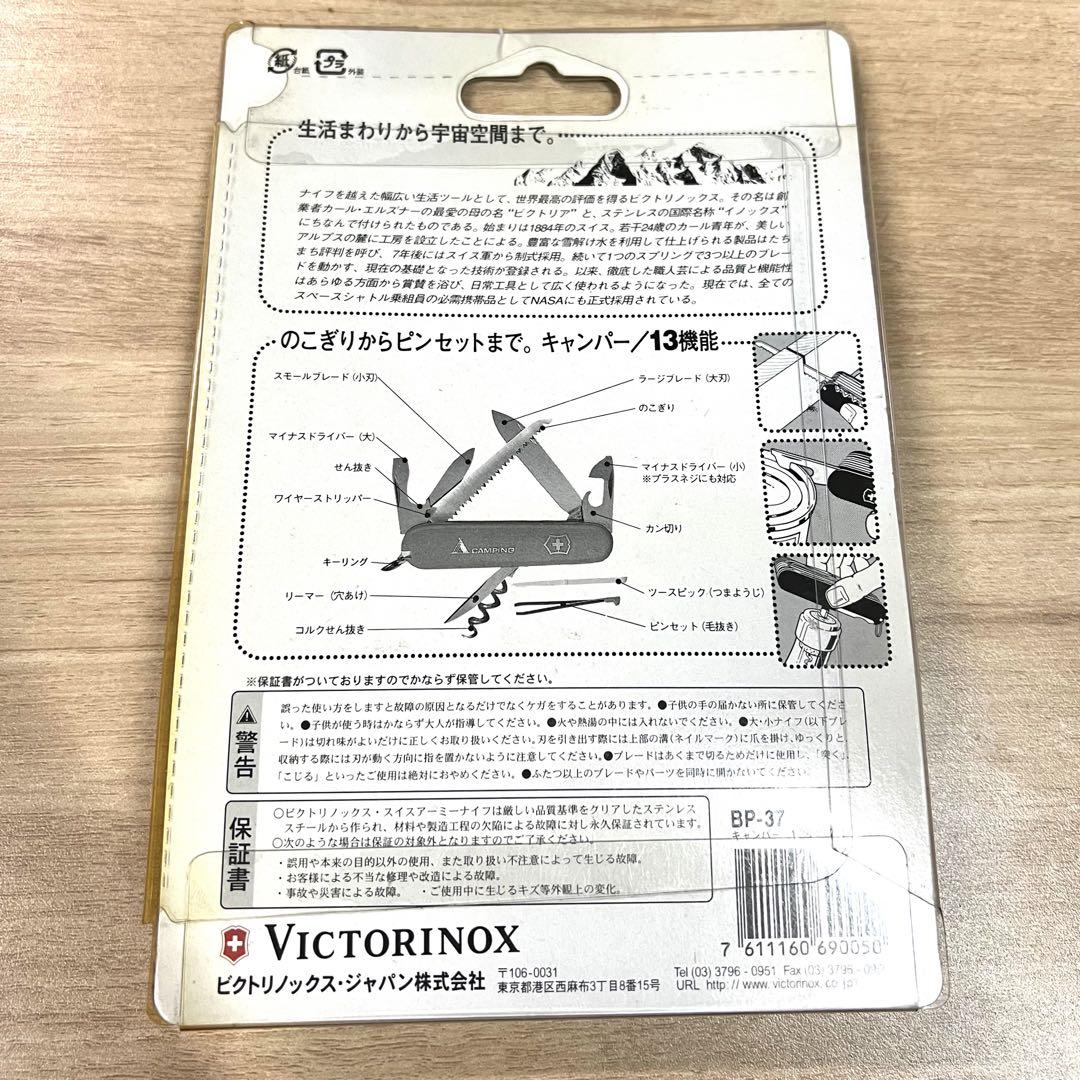 紙 台紙 プラ 外装
生活まわりから宇宙空間まで。
ナイフを越えた幅広い生活ツールとして、世界最高の評価を得るビクトリノックス。その名は創
業者カール・エルズナーの最愛の母の名“ビクトリア”と、ステンレスの国際名称“イノックス”
にちなんで付けられたものである。始まりは1884年のスイス。若干24歳のカール青年が、美しい
アルプスの麓に工房を設立したことによる。豊富な雪解け水を利用して仕上げられる製品はたち
まち評判を呼び、7年後にはスイス軍から制式採用。続いて1つのスプリングで3つ以上のブレー
ドを動かす、現在の基礎となった技術が登録される。以来、徹底した職人芸による品質と機能性
はあらゆる方面から賞賛を浴び、日常工具として広く使われるようになった。現在では、全ての
スペースシャトル乗組員の必需携帯品としてNASAにも正式採用されている。
のこぎりからピンセットまで。キャンパー/13機能
スモールブレード(小刃)
ラージブレード(大刃)
のこぎり
マイナスドライバー(大)
せん抜き
マイナスドライバー(小)
※プラスネジにも対応
ワイヤーストリッパー
カン切り
CAMPING
キーリング
リーマー(穴あけ)
ツースピック(つまようじ)
コルクせん抜き
ピンセット(毛抜き)
※保証書がついておりますのでかならず保管してください。
警告
誤った使い方をしますと故障の原因となるだけでなくケガをすることがあります。●子供の手の届かない所に保管してくださ
い。●子供が使う時はかならず大人が指導してください。●火や熱湯の中には入れないでください。●大・小ナイフ(以下ブレ
ード)は切れ味がよいだけに正しくお取り扱いください。刃を引き出す際には上部の溝(ネイルマーク)に爪を掛け、ゆっくりと、
収納する際には刃が動く方向に指を置かないように注意してください。●ブレードはあくまで切るためだけに使用し、「突く」、
「こじる」といったご使用は絶対におやめください。●ふたつ以上のブレードやパーツを同時に開かないでください。
保証書
○ビクトリノックス・スイスアーミーナイフは厳しい品質基準をクリアしたステンレス
スチールから作られ、材料や製造工程の欠陥による故障に対し永久保証されています。
○次のような場合は保証の対象外となりますのでご了承ください。
・誤用や本来の目的以外の使用、また取り扱い不注意によって生じる故障。
・お客様による不当な修理や改造による故障。
・事故や災害による故障。 ・ご使用中に生じるキズ等外観上の変化。
BP-37
キャンパー
7 611160 690050
VICTORINOX
ビクトリノックス・ジャパン株式会社
〒106-0031
東京都港区西麻布3丁目8番15号
Tel (03) 3796 - 0951 Fax (03) 3796 -
URL http: // www. victorinox. co.jp/